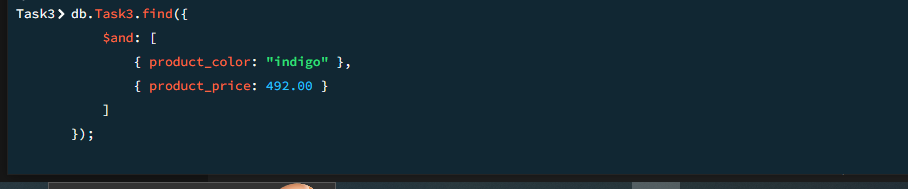 Task3> db.Task3.find({
$and: [
{ product_color: "indigo" },
{ product_price: 492.00 }
]
});